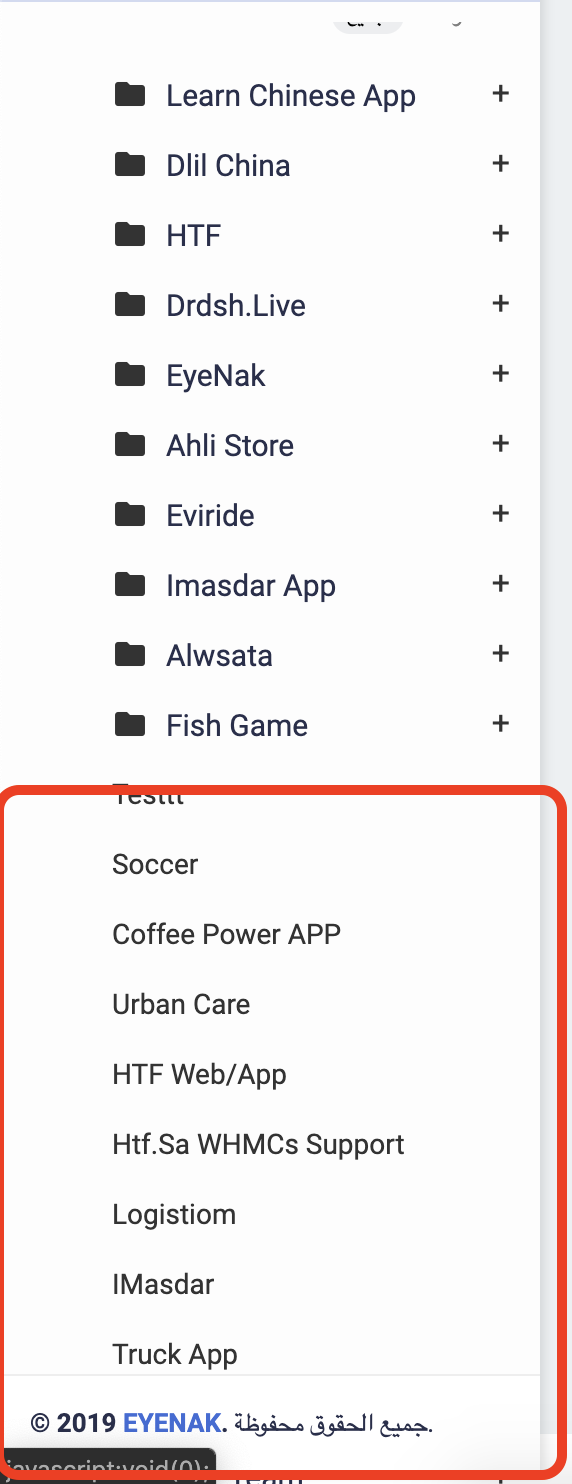 Learn Chinese App +
Dlil China +
HTF +
Drdsh.Live +
EyeNak +
Ahli Store +
Eviride +
Imasdar App +
Alwsata +
Fish Game +
Testtt
Soccer
Coffee Power APP
Urban Care
HTF Web/App
Htf.Sa WHMCs Support
Logistiom
IMasdar
Truck App
© 2019 EYENAK. جميع الحقوق محفوظة.
javascript:void(0);
Team